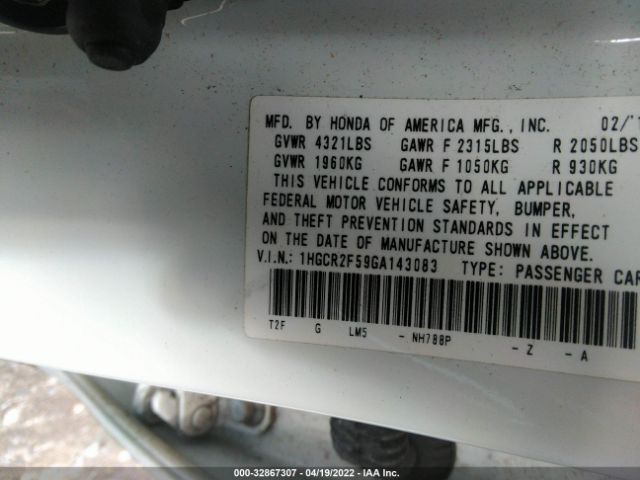 MFD. BY HONDA OF AMERICA MFG., INC. 02/'1
GVWR 4321LBS GAWR F 2315LBS R 2050LBS
GVWR 1960KG GAWR F 1050KG R 930KG
THIS VEHICLE CONFORMS TO ALL APPLICABLE
FEDERAL MOTOR VEHICLE SAFETY, BUMPER,
AND THEFT PREVENTION STANDARDS IN EFFECT
ON THE DATE OF MANUFACTURE SHOWN ABOVE.
V.I.N.: 1HGCR2F59GA143083 TYPE: PASSENGER CAR
T2F G LM5 - NH788P - Z - A
000-32867307 - 04/19/2022 - IAA Inc.